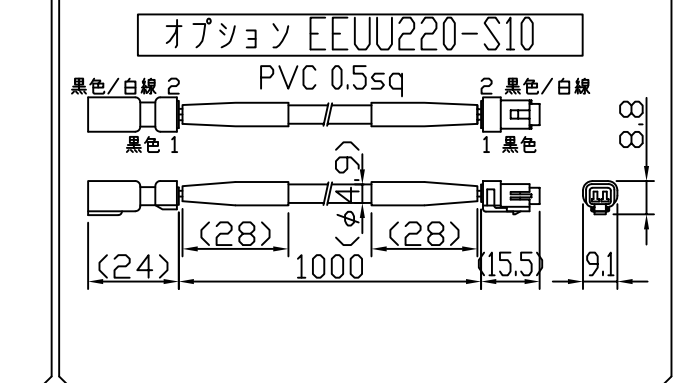 オプション EEUU220-S10
PVC 0.5sq
黒色/白線 2
2 黒色/白線
黒色 1
1 黒色
8.8
(φ4.9)
(28)
(28)
(24)
1000
(15.5)
9.1